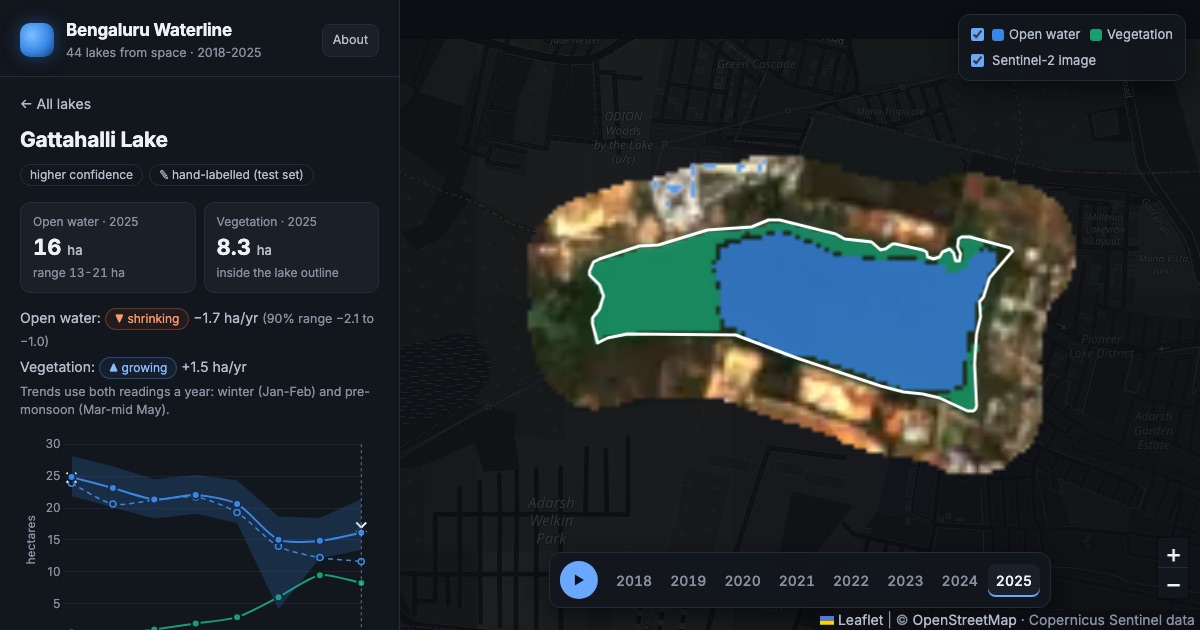 Bengaluru Waterline
44 lakes from space · 2018-2025
About
← All lakes
Gattahalli Lake
higher confidence
✎ hand-labelled (test set)
Open water · 2025
16 ha
range 13–21 ha
Vegetation · 2025
8.3 ha
inside the lake outline
Open water: ▼ shrinking −1.7 ha/yr (90% range −2.1 to
−1.0)
Vegetation: ▲ growing +1.5 ha/yr
Trends use both readings a year: winter (Jan-Feb) and pre-
monsoon (Mar-mid May).
hectares
30
25
20
15
10
5
Open water
Vegetation
Sentinel-2 image
Green Cascade
Mana Tropicale
ODION
Woods
by the Lake
(u/c)
Millenia
Lakeview
Layout
Mana Vista
(u/c)
Pioneer
Lake District
Adarsh
Garden
Estate
Adarsh
Welkin
Park
2018 2019 2020 2021 2022 2023 2024 2025
+
−
Leaflet | © OpenStreetMap · Copernicus Sentinel data